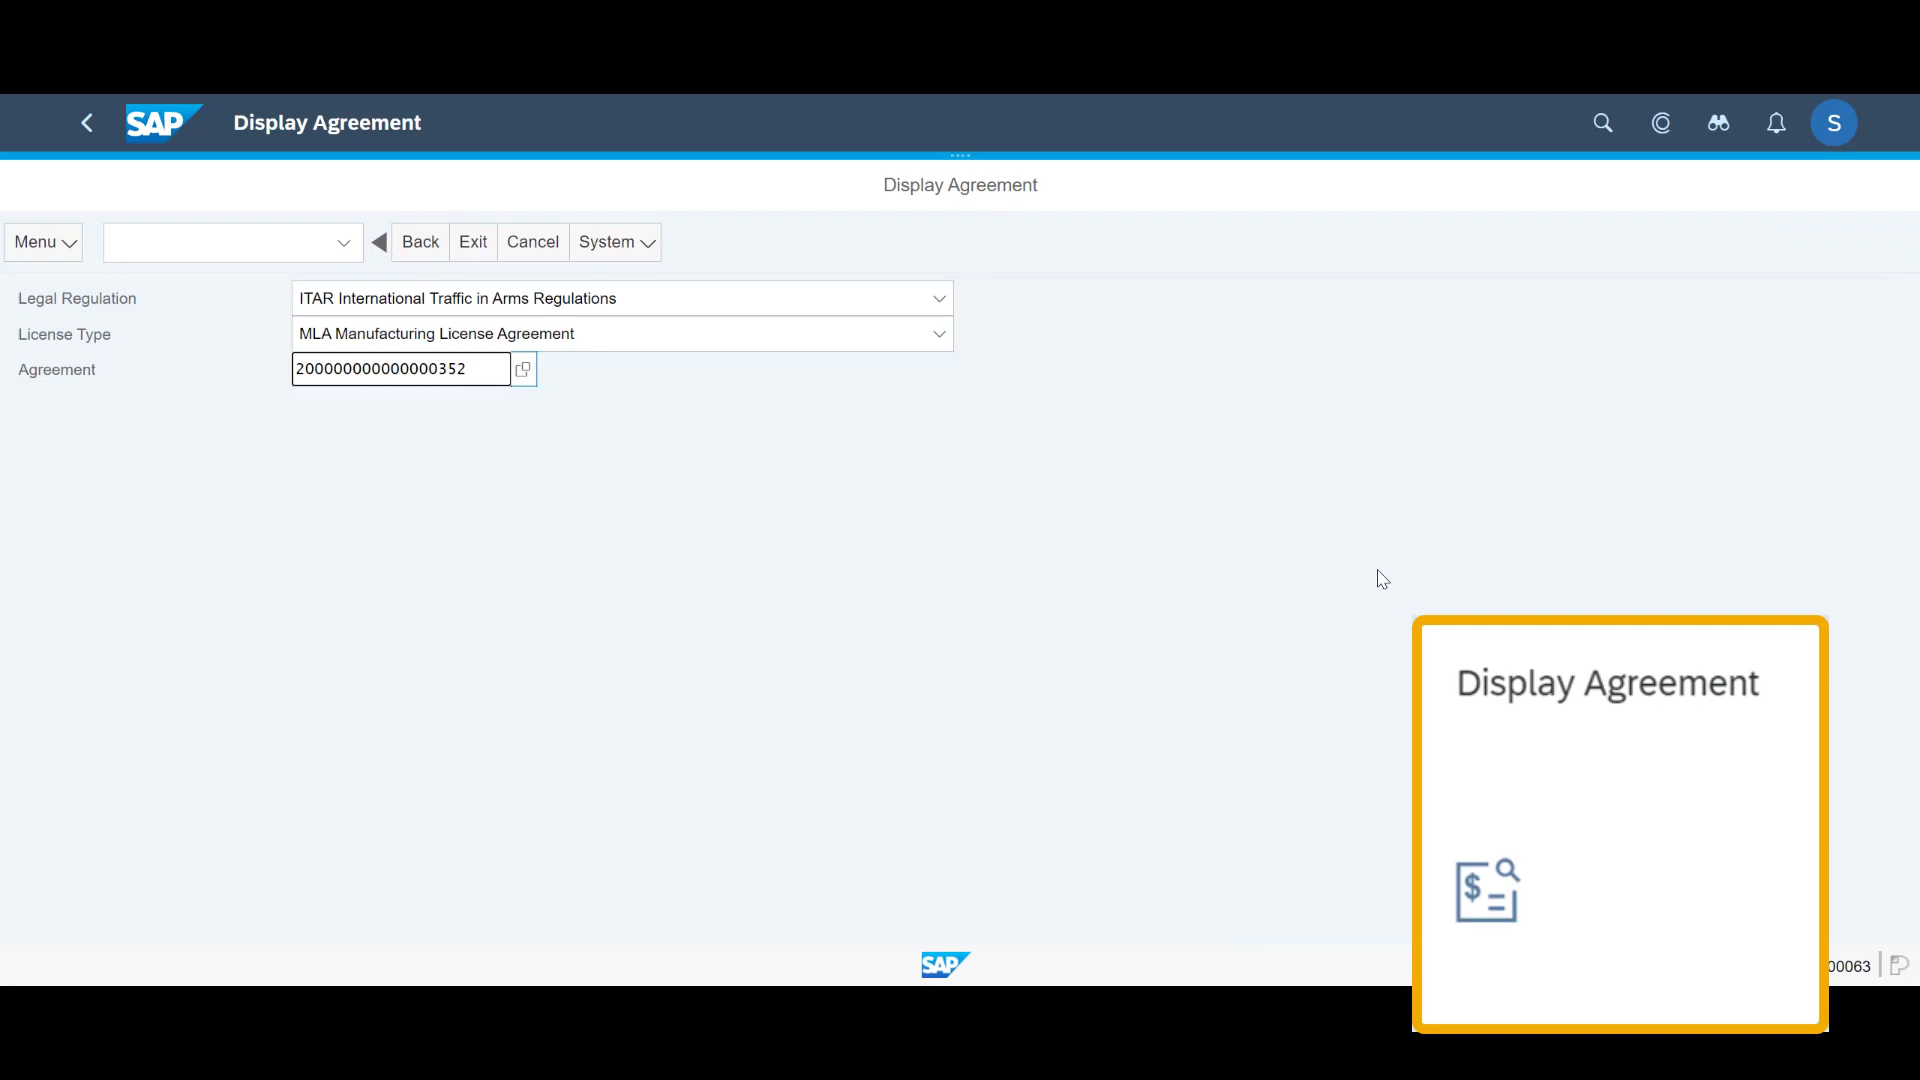 SAP Display Agreement S
Display Agreement
Menu Back Exit Cancel System
Legal Regulation ITAR International Traffic in Arms Regulations
License Type MLA Manufacturing License Agreement
Agreement 200000000000000352
Display Agreement
$
SAP 00063